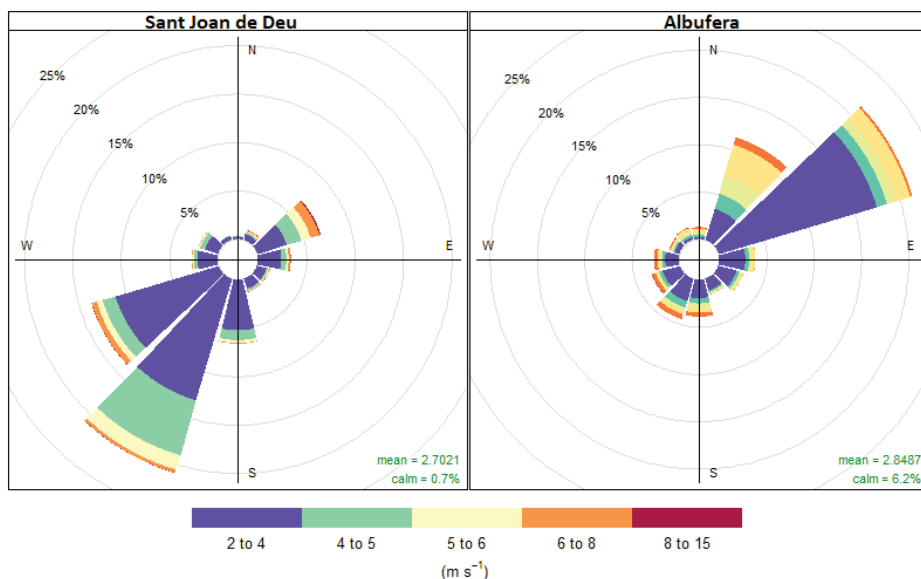 Sant Joan de Deu
N
25%
20%
15%
10%
5%
W
E
S
mean = 2.7021
calm = 0.7%
Albufera
N
25%
20%
15%
10%
5%
W
E
S
mean = 2.8487
calm = 6.2%
2 to 4 4 to 5 5 to 6 6 to 8 8 to 15
(m s⁻¹)